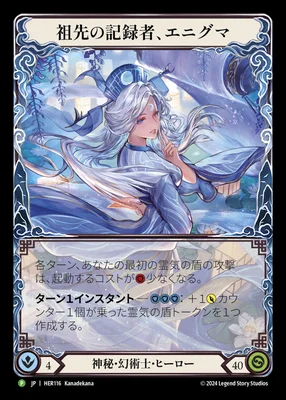 祖先の記録者、エニグマ
各ターン、あなたの最初の霊気の盾の攻撃
は、起動するコストが少なくなる。
ターン1インスタント ― : +1カウ
ンター1個が乗った霊気の盾トークンを1つ
作成する。
4
神秘・幻術士・ヒーロー
40
P | JP | HER116 Kanadekana
© 2024 Legend Story Studios